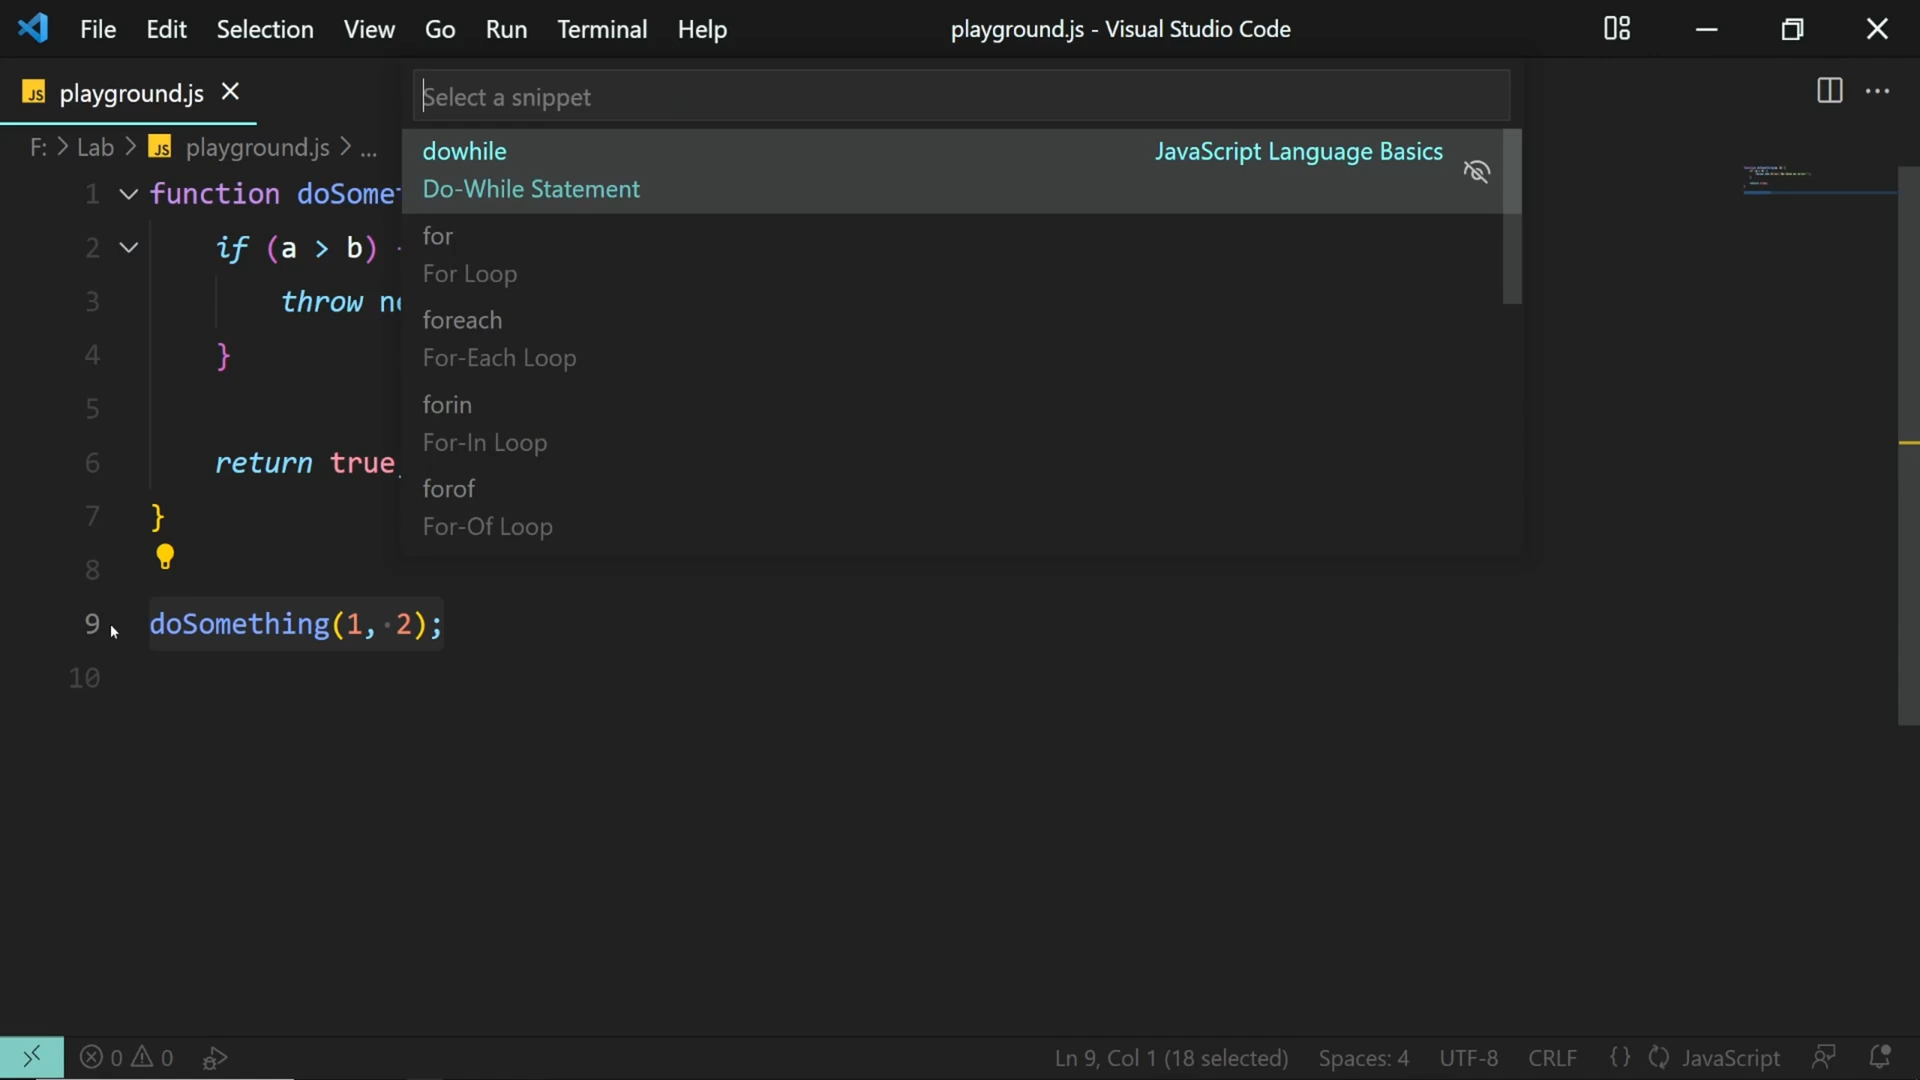 File Edit Selection View Go Run Terminal Help
playground.js - Visual Studio Code
JS playground.js
Select a snippet
F: > Lab > JS playground.js > ...
dowhile JavaScript Language Basics
Do-While Statement
for
For Loop
foreach
For-Each Loop
forin
For-In Loop
forof
For-Of Loop
1 function doSomet
2 if (a > b)
3 throw ne
4 }
5
6 return true
7 }
8
9 doSomething(1, 2);
10
0 0
Ln 9, Col 1 (18 selected) Spaces: 4 UTF-8 CRLF {} JavaScript